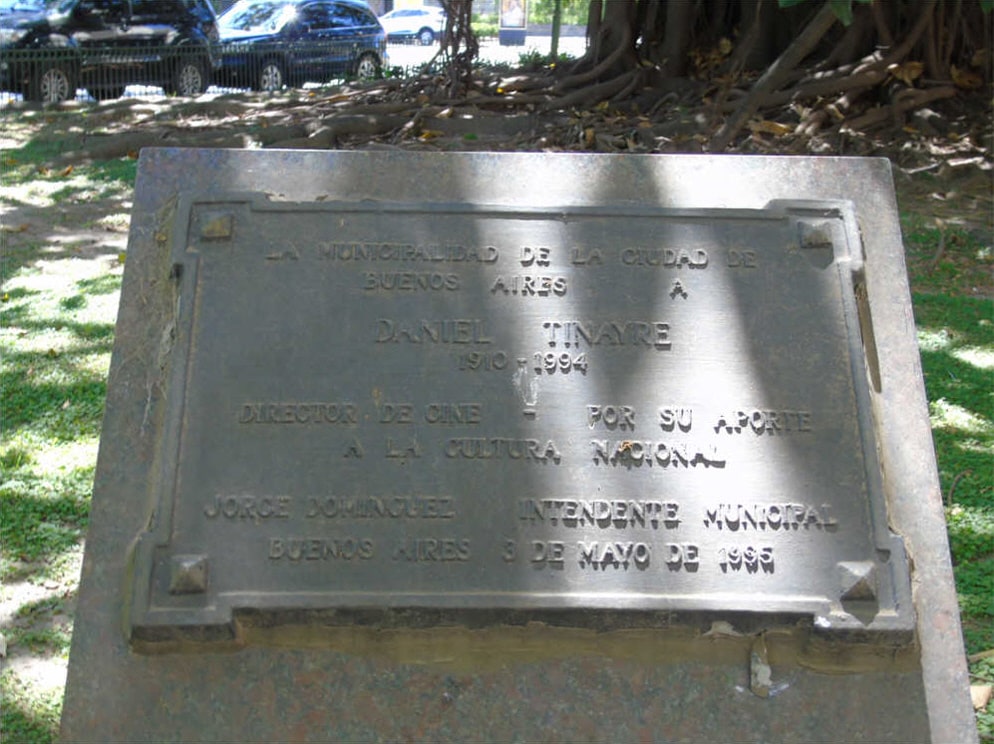 LA MUNICIPALIDAD DE LA CIUDAD DE
BUENOS AIRES A
DANIEL TINAYRE
1910 - 1994
DIRECTOR DE CINE - POR SU APORTE
A LA CULTURA NACIONAL
JORGE DOMINGUEZ INTENDENTE MUNICIPAL
BUENOS AIRES 3 DE MAYO DE 1995